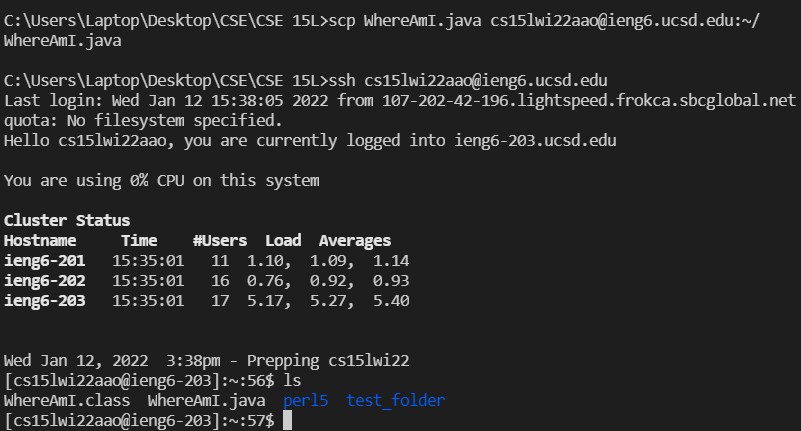 C:\Users\Laptop\Desktop\CSE\CSE 15L>scp WhereAmI.java cs15lwi22aao@ieng6.ucsd.edu:~/
WhereAmI.java
C:\Users\Laptop\Desktop\CSE\CSE 15L>ssh cs15lwi22aao@ieng6.ucsd.edu
Last login: Wed Jan 12 15:38:05 2022 from 107-202-42-196.lightspeed.frokca.sbcglobal.net
quota: No filesystem specified.
Hello cs15lwi22aao, you are currently logged into ieng6-203.ucsd.edu
You are using 0% CPU on this system
Cluster Status
Hostname     Time    #Users  Load  Averages
ieng6-201   15:35:01   11  1.10,  1.09,  1.14
ieng6-202   15:35:01   16  0.76,  0.92,  0.93
ieng6-203   15:35:01   17  5.17,  5.27,  5.40
Wed Jan 12, 2022  3:38pm - Prepping cs15lwi22
[cs15lwi22aao@ieng6-203]:~:56$ ls
WhereAmI.class  WhereAmI.java  perl5  test_folder
[cs15lwi22aao@ieng6-203]:~:57$